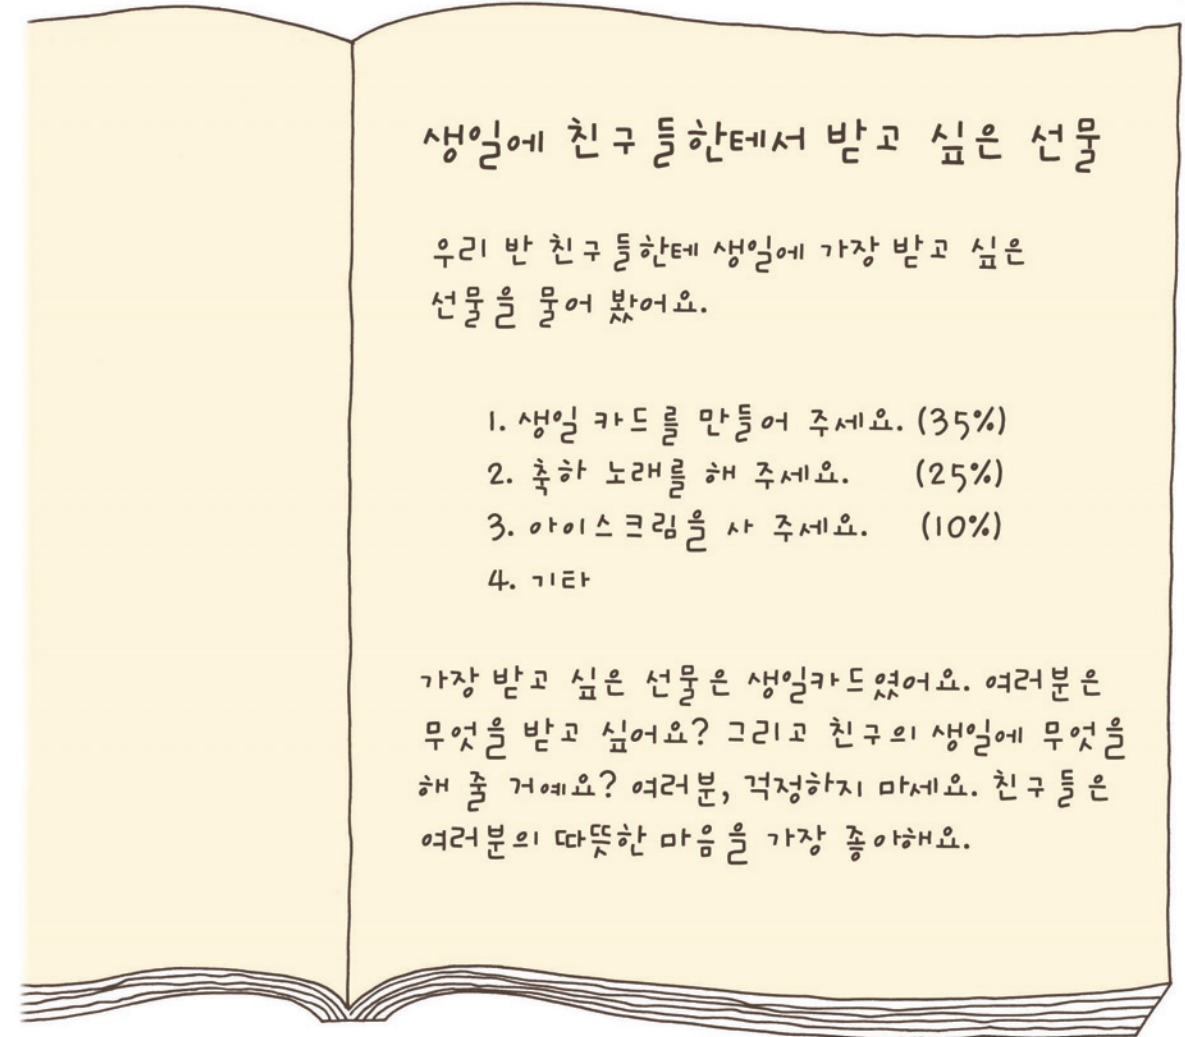 생일에 친구들한테서 받고 싶은 선물
우리 반 친구들한테 생일에 가장 받고 싶은
선물을 물어 봤어요.
1. 생일 카드를 만들어 주세요. (35%)
2. 축하 노래를 해 주세요. (25%)
3. 아이스크림을 사 주세요. (10%)
4. 기타
가장 받고 싶은 선물은 생일카드였어요. 여러분은
무엇을 받고 싶어요? 그리고 친구의 생일에 무엇을
해 줄 거예요? 여러분, 걱정하지 마세요. 친구들은
여러분의 따뜻한 마음을 가장 좋아해요.